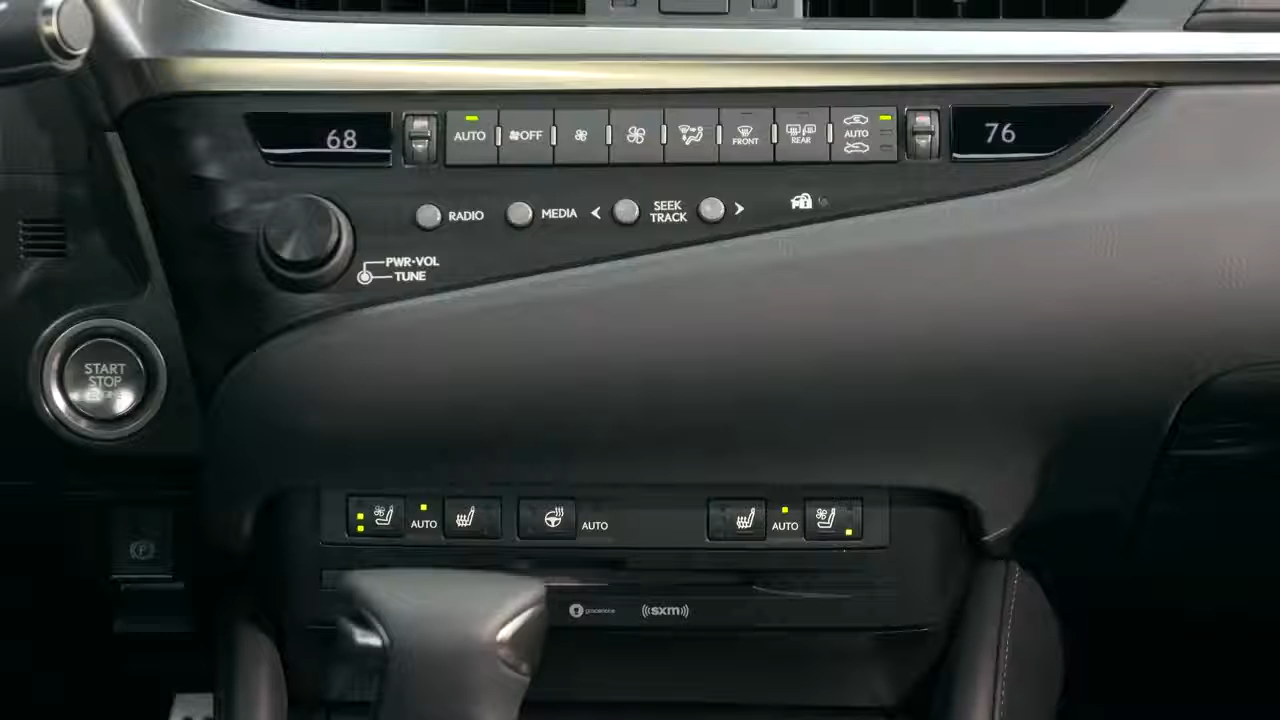 68
AUTO
OFF
FRONT
REAR
AUTO
76
RADIO
MEDIA
SEEK
TRACK
PWR·VOL
TUNE
START
STOP
AUTO
AUTO
AUTO
P
gracenote
sxm